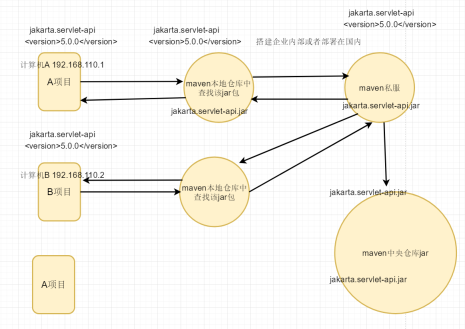 jakarta.servlet-api
<version>5.0.0</version>
jakarta.servlet-api
<version>5.0.0</version>
jakarta.servlet-api
<version>5.0.0</version>
搭建企业内部或者部署在国内
计算机A 192.168.110.1
A项目
maven本地仓库中
查找该jar包
jakarta.servlet-api.jar
maven私服
jakarta.servlet-api.jar
jakarta.servlet-api
<version>5.0.0</version>
计算机B 192.168.110.2
B项目
maven本地仓库中
查找该jar包
jakarta.servlet-api.jar
maven中央仓库jar
jakarta.servlet-api.jar
A项目